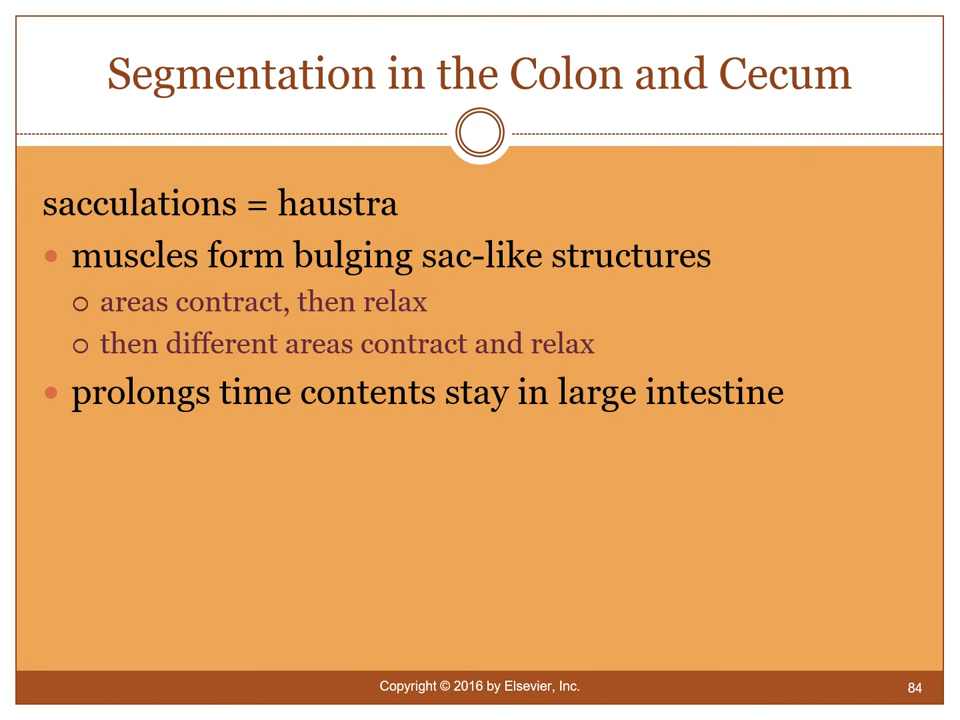 Segmentation in the Colon and Cecum
sacculations = haustra
• muscles form bulging sac-like structures
○ areas contract, then relax
○ then different areas contract and relax
• prolongs time contents stay in large intestine
Copyright © 2016 by Elsevier, Inc.
84